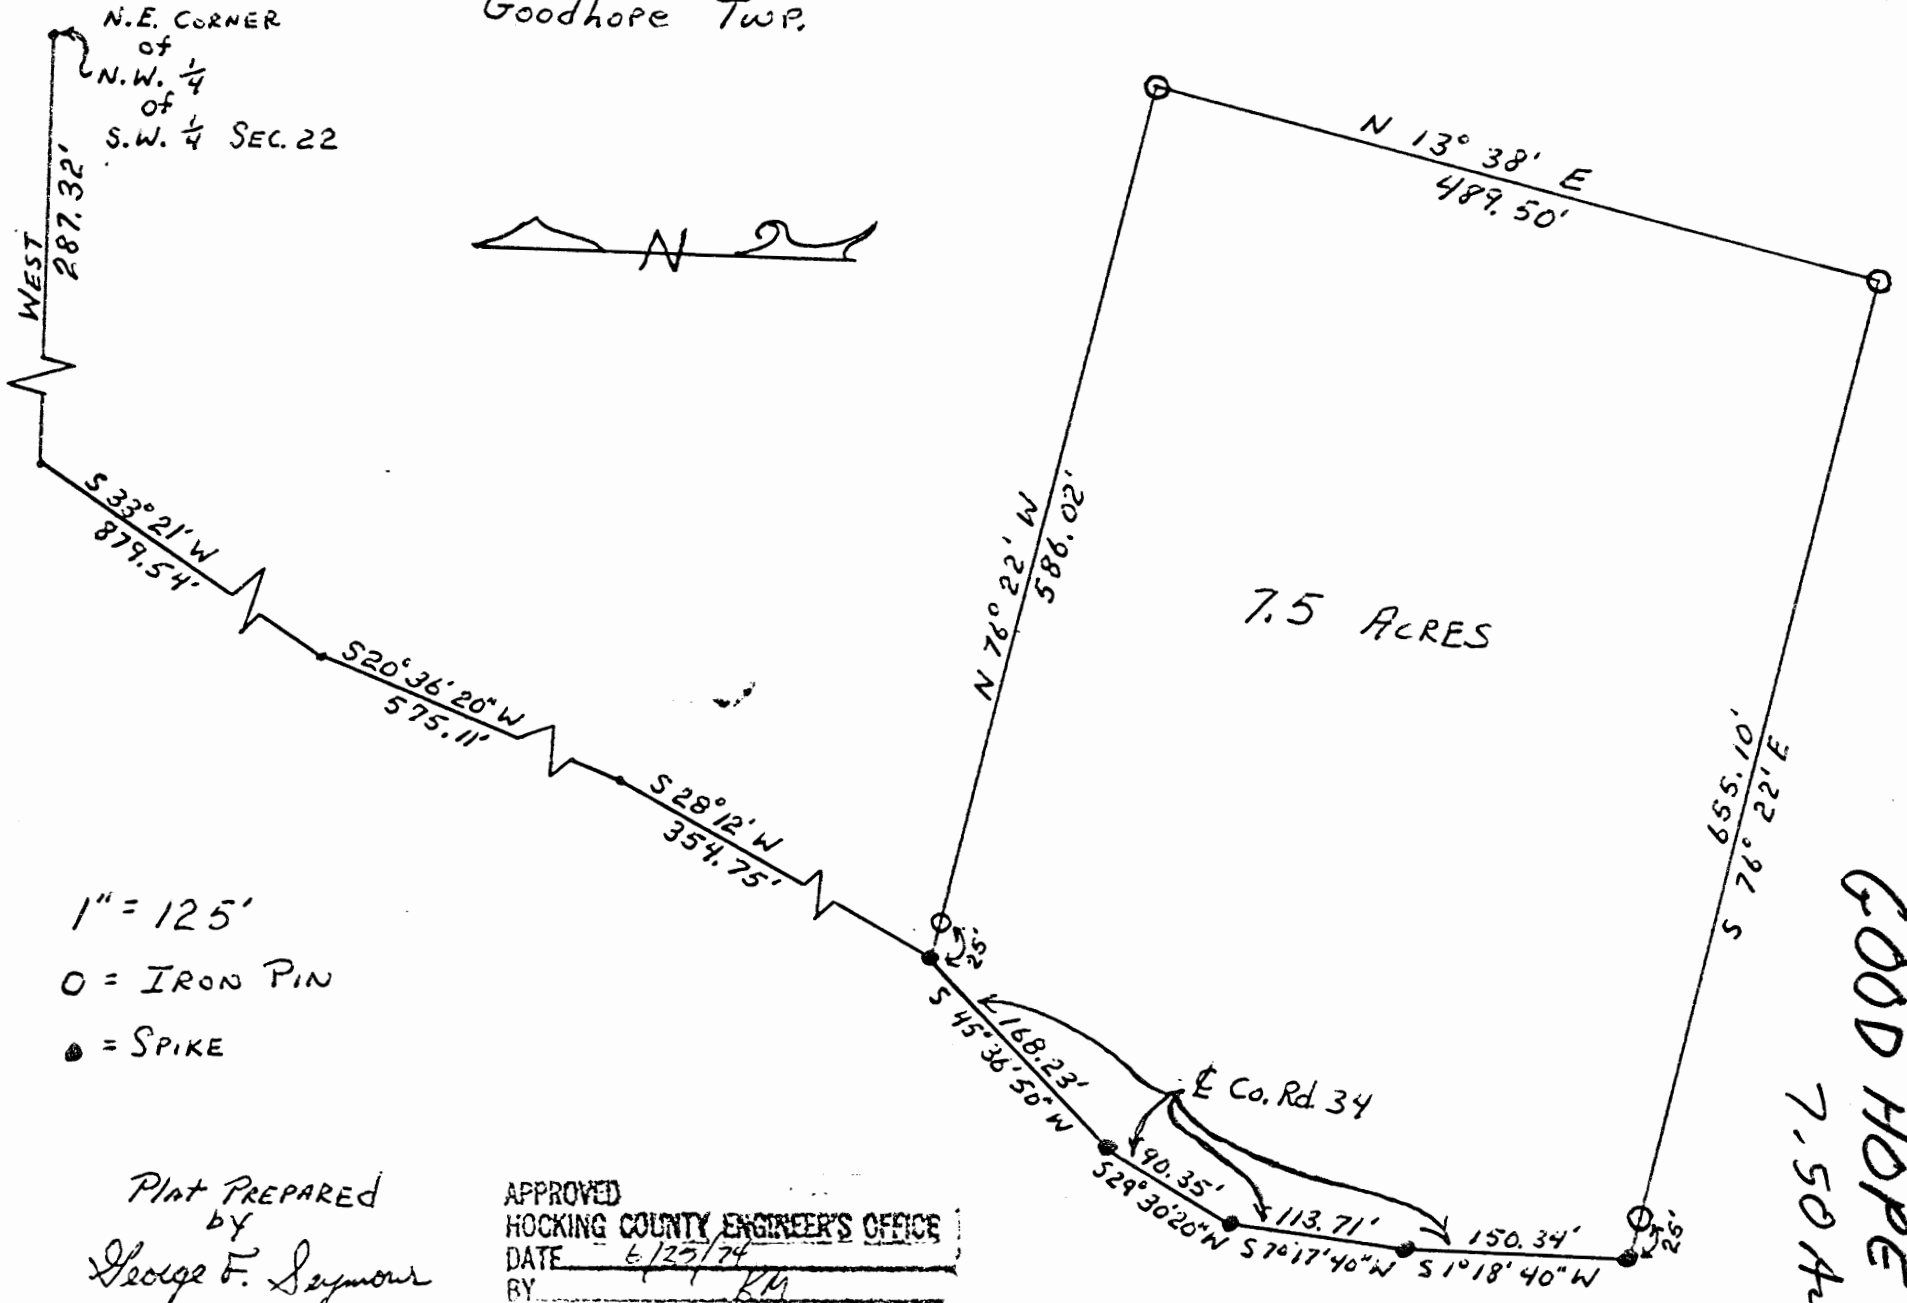 Goodhope Twp.
N.E. CORNER
of
N.W. 1/4
of
S.W. 1/4 SEC. 22
WEST
287.32'
N
S 33° 21' W
879.54'
S 20° 36' 20" W
575.11'
S 28° 12' W
354.75'
N 13° 38' E
489.50'
N 76° 22' W
586.02'
7.5 ACRES
655.10'
S 76° 22' E
25'
S 45° 36' 50" W
168.23'
℄ Co. Rd. 34
90.35'
S 29° 30' 20" W
113.71'
S 7° 17' 40" W
150.34'
S 1° 18' 40" W
25'
1" = 125'
O = IRON PIN
● = SPIKE
Plat PREPARED
by
George F. Seymour
APPROVED
HOCKING COUNTY ENGINEER'S OFFICE
DATE 6/25/74
BY KM
GOOD HOPE
7.50 A